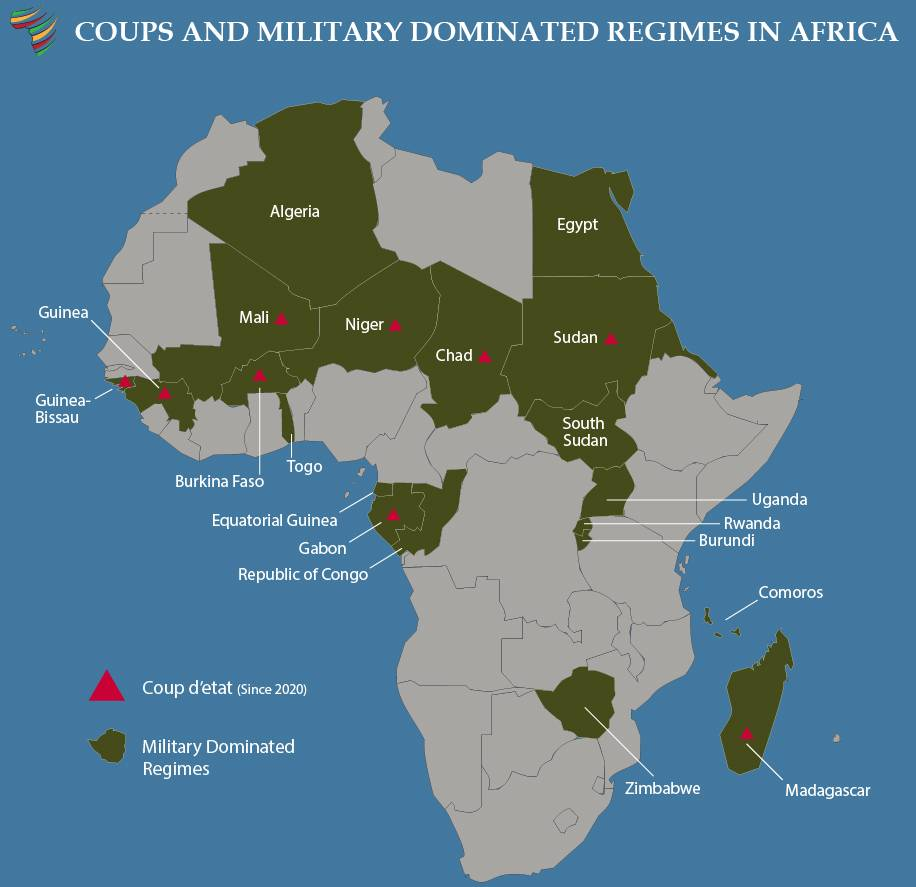 COUPS AND MILITARY DOMINATED REGIMES IN AFRICA
Algeria
Egypt
Guinea
Mali
Niger
Chad
Sudan
Guinea-
Bissau
South
Sudan
Togo
Burkina Faso
Uganda
Equatorial Guinea
Rwanda
Burundi
Gabon
Republic of Congo
Comoros
Coup d'etat (Since 2020)
Military Dominated
Regimes
Zimbabwe
Madagascar